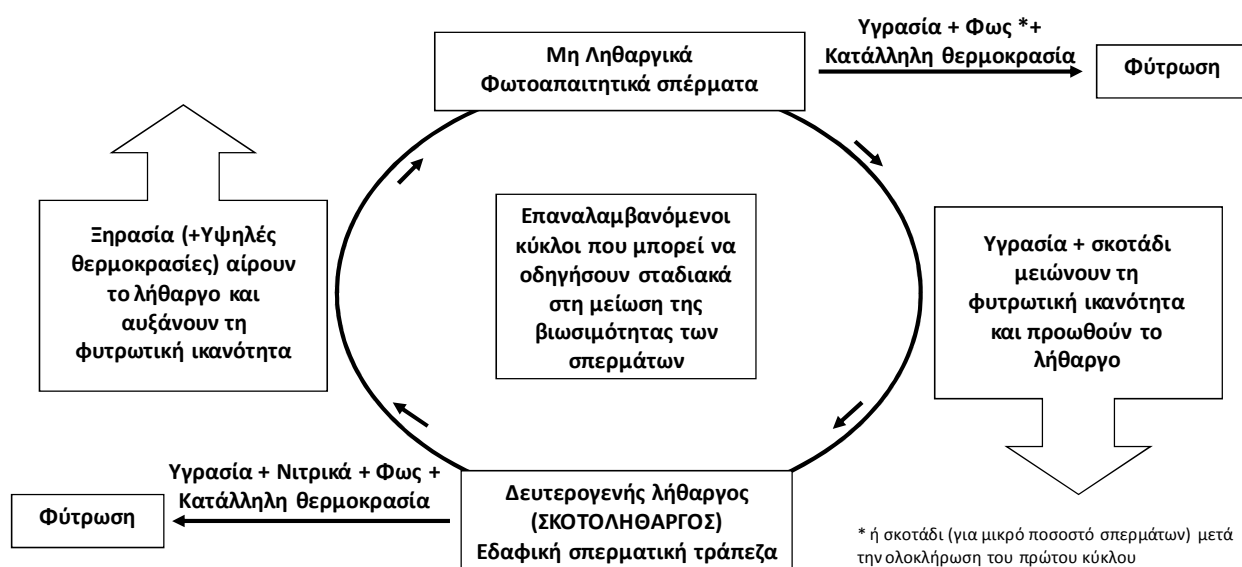 Υγρασία + Φως *+
Κατάλληλη θερμοκρασία
Μη Ληθαργικά
Φωτοαπαιτητικά σπέρματα
Φύτρωση
Ξηρασία (+Υψηλές
θερμοκρασίες) αίρουν
το λήθαργο και
αυξάνουν τη
φυτρωτική ικανότητα
Επαναλαμβανόμενοι
κύκλοι που μπορεί να
οδηγήσουν σταδιακά
στη μείωση της
βιωσιμότητας των
σπερμάτων
Υγρασία + σκοτάδι
μειώνουν τη
φυτρωτική ικανότητα
και προωθούν το
λήθαργο
Υγρασία + Νιτρικά + Φως +
Κατάλληλη θερμοκρασία
Φύτρωση
Δευτερογενής λήθαργος
(ΣΚΟΤΟΛΗΘΑΡΓΟΣ)
Εδαφική σπερματική τράπεζα
* ή σκοτάδι (για μικρό ποσοστό σπερμάτων) μετά
την ολοκλήρωση του πρώτου κύκλου